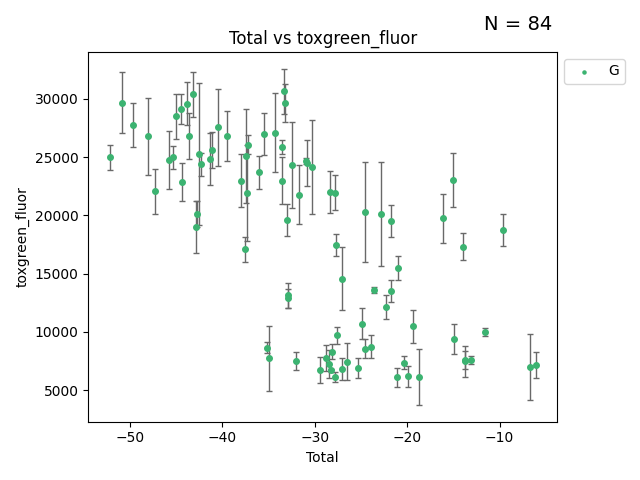 N = 84
Total vs toxgreen_fluor
G
toxgreen_fluor
30000
25000
20000
15000
10000
5000
−50 −40 −30 −20 −10
Total